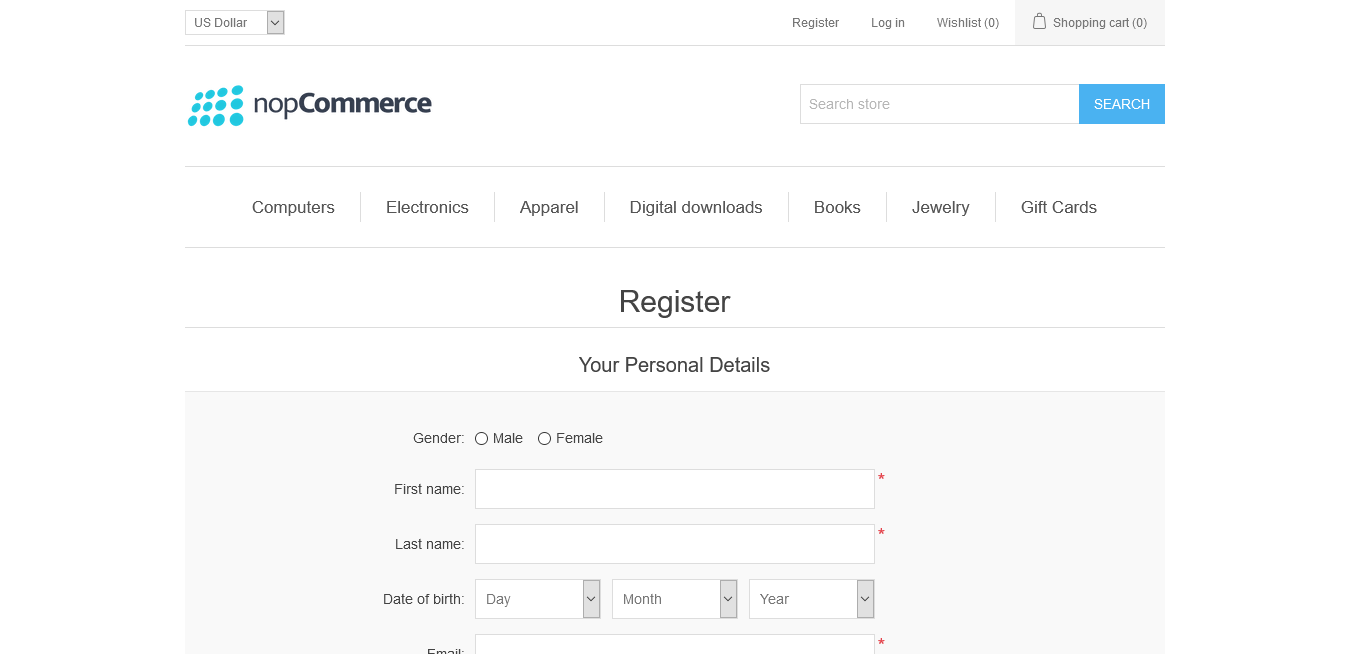 US Dollar Register Log in Wishlist (0) Shopping cart (0)
nopCommerce Search store SEARCH
Computers Electronics Apparel Digital downloads Books Jewelry Gift Cards
Register
Your Personal Details
Gender: Male Female
First name: *
Last name: *
Date of birth: Day Month Year
Email: *